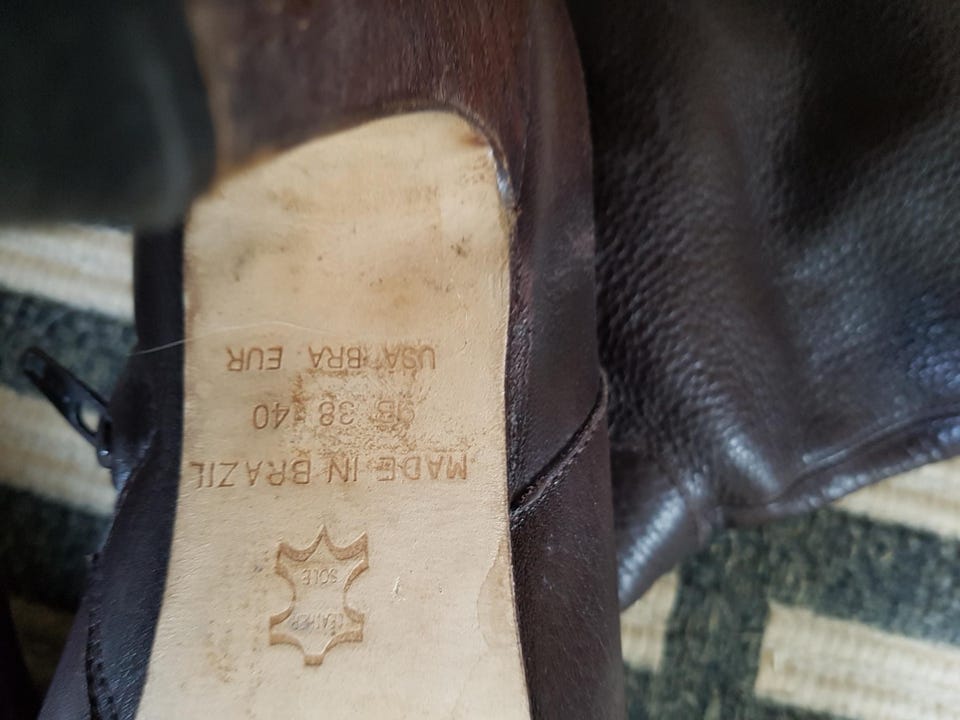 LEATHER
SOLE
MADE IN BRAZIL
9B 38 40
USA BRA EUR